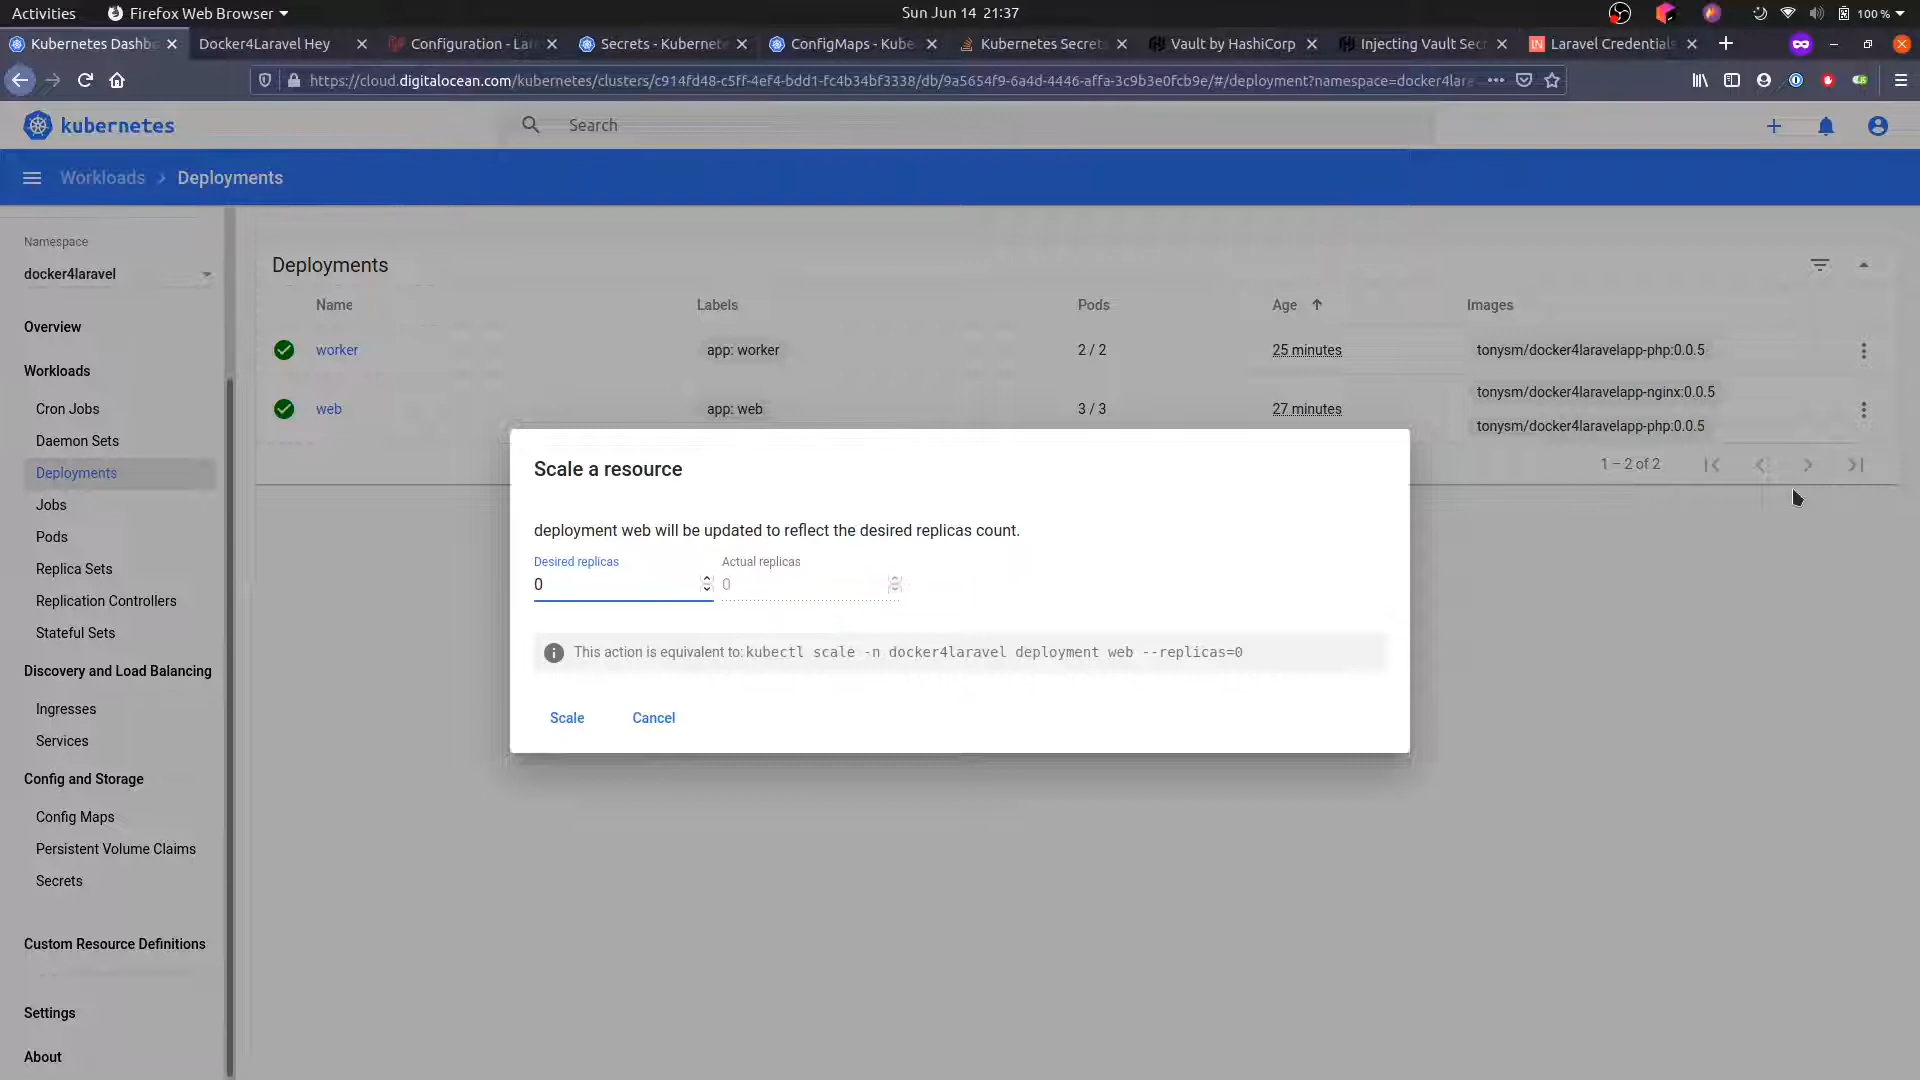 Activities
Firefox Web Browser
Sun Jun 14 21:37
100 %
Kubernetes Dashb
Docker4Laravel Hey
Configuration - Lar
Secrets - Kubernet
ConfigMaps - Kube
Kubernetes Secret
Vault by HashiCorp
Injecting Vault Sec
IN
Laravel Credentials
https://cloud.digitalocean.com/kubernetes/clusters/c914fd48-c5ff-4ef4-bdd1-fc4b34bf3338/db/9a5654f9-6a4d-4446-affa-3c9b3e0fcb9e/#/deployment?namespace=docker4lar
kubernetes
Search
Workloads
Deployments
Namespace
docker4laravel
Overview
Workloads
Cron Jobs
Daemon Sets
Deployments
Jobs
Pods
Replica Sets
Replication Controllers
Stateful Sets
Discovery and Load Balancing
Ingresses
Services
Config and Storage
Config Maps
Persistent Volume Claims
Secrets
Custom Resource Definitions
Settings
About
Deployments
Name Labels Pods Age Images
worker app: worker 2 / 2 25 minutes tonysm/docker4laravelapp-php:0.0.5
web app: web 3 / 3 27 minutes tonysm/docker4laravelapp-nginx:0.0.5
tonysm/docker4laravelapp-php:0.0.5
1 – 2 of 2
Scale a resource
deployment web will be updated to reflect the desired replicas count.
Desired replicas Actual replicas
0 0
This action is equivalent to: kubectl scale -n docker4laravel deployment web --replicas=0
Scale Cancel